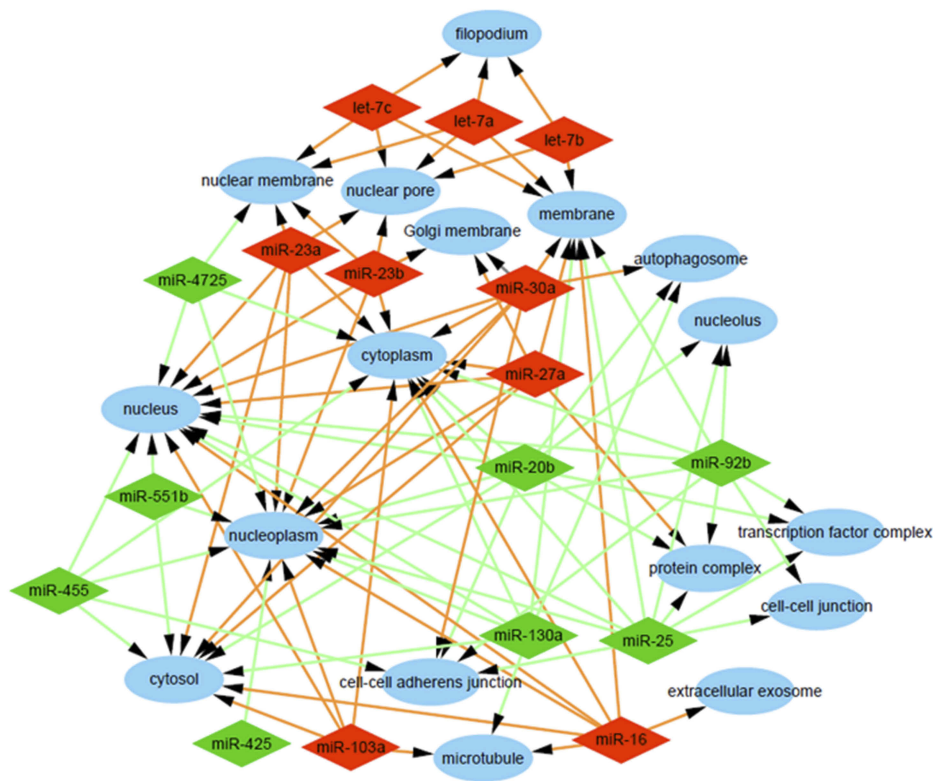 filopodium
let-7c
let-7a
let-7b
nuclear membrane
nuclear pore
membrane
Golgi membrane
miR-23a
autophagosome
miR-4725
miR-23b
miR-30a
nucleolus
cytoplasm
miR-27a
nucleus
miR-20b
miR-92b
miR-551b
nucleoplasm
transcription factor complex
protein complex
miR-455
cell-cell junction
miR-130a
miR-25
cytosol
cell-cell adherens junction
extracellular exosome
miR-425
miR-103a
miR-16
microtubule